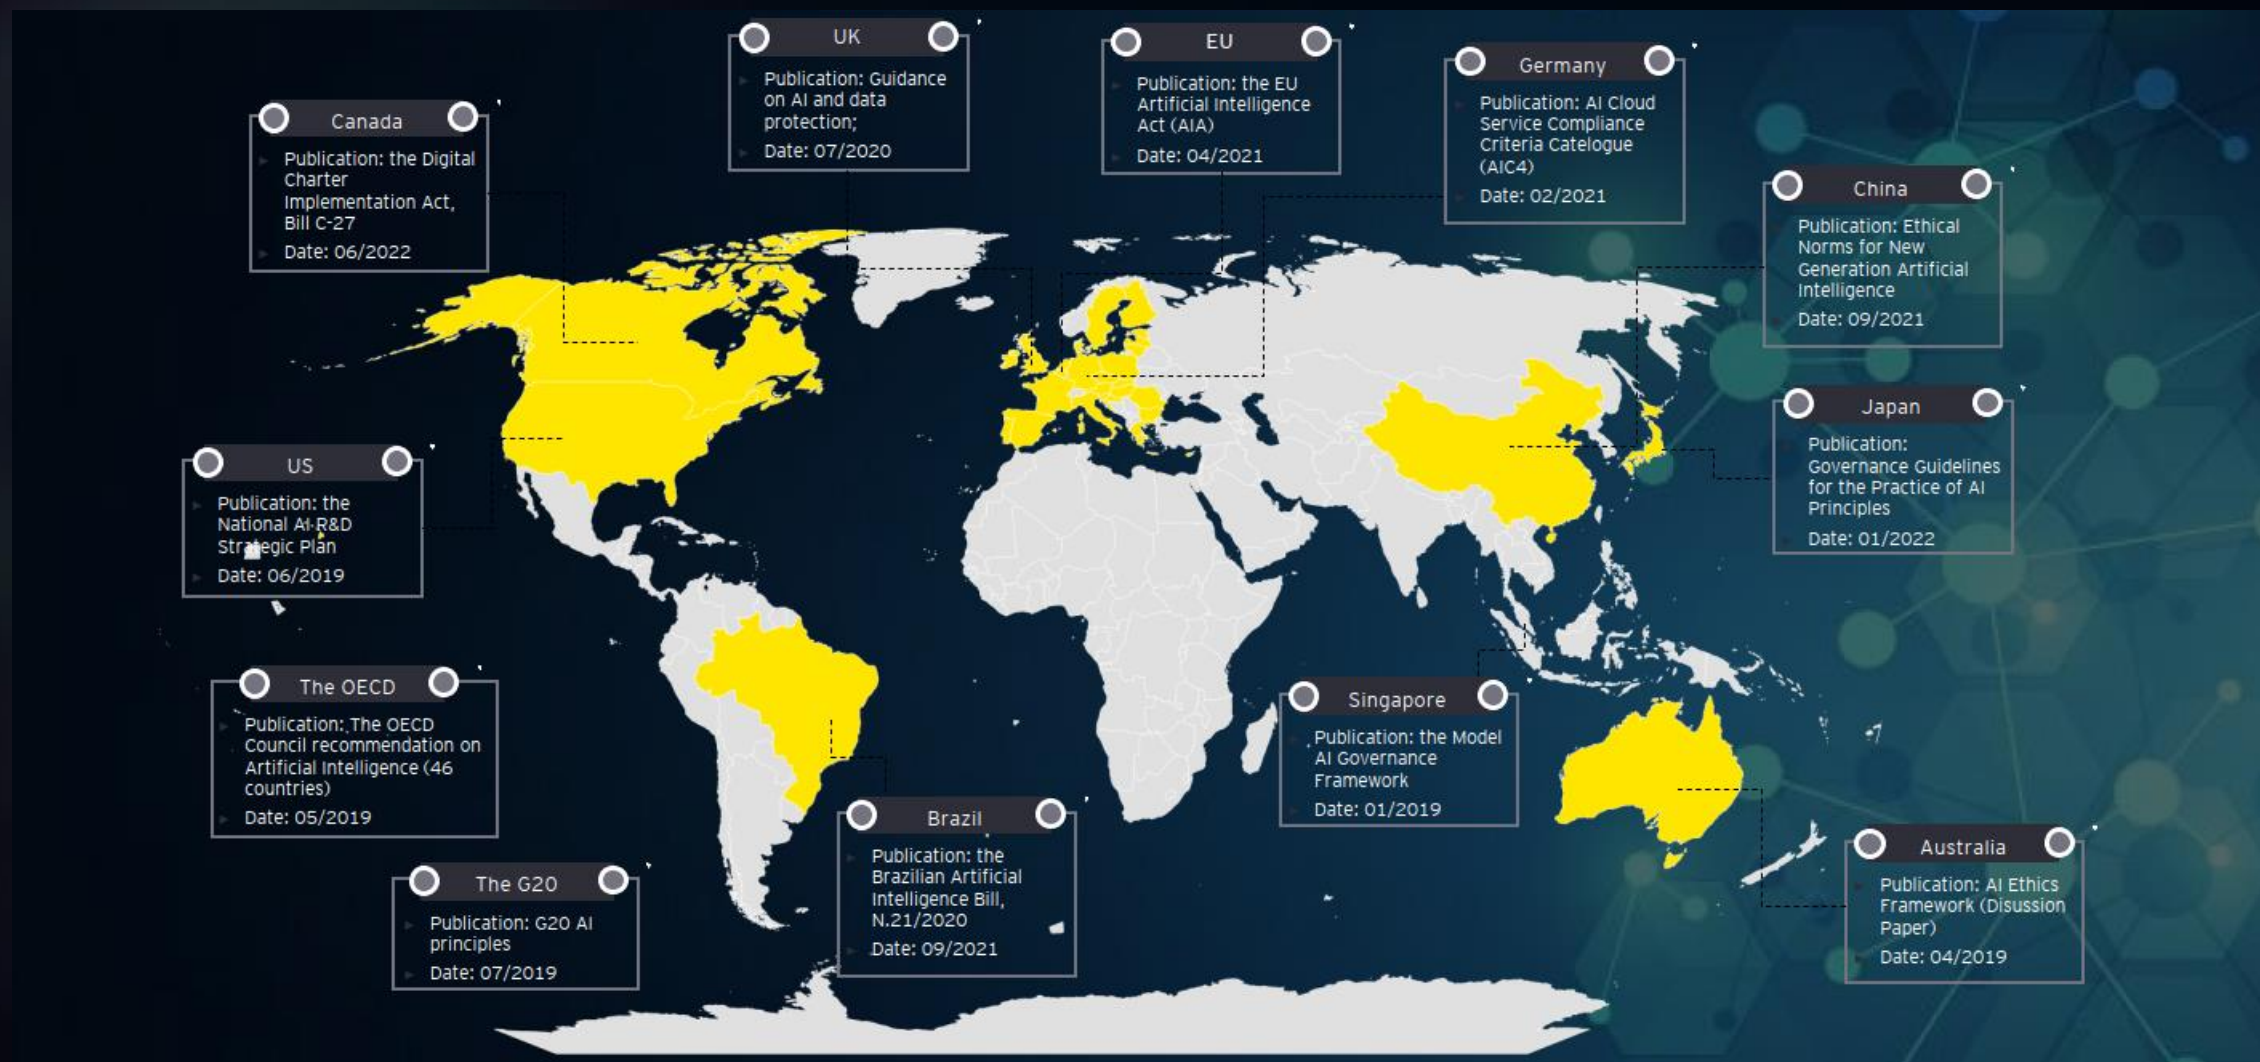 UK
Publication: Guidance
on AI and data
protection;
Date: 07/2020
EU
Publication: the EU
Artificial Intelligence
Act (AIA)
Date: 04/2021
Germany
Publication: AI Cloud
Service Compliance
Criteria Catelogue
(AIC4)
Date: 02/2021
Canada
Publication: the Digital
Charter
Implementation Act,
Bill C-27
Date: 06/2022
China
Publication: Ethical
Norms for New
Generation Artificial
Intelligence
Date: 09/2021
Japan
Publication:
Governance Guidelines
for the Practice of AI
Principles
Date: 01/2022
US
Publication: the
National AI R&D
Strategic Plan
Date: 06/2019
The OECD
Publication: The OECD
Council recommendation on
Artificial Intelligence (46
countries)
Date: 05/2019
Singapore
Publication: the Model
AI Governance
Framework
Date: 01/2019
Brazil
Publication: the
Brazilian Artificial
Intelligence Bill,
N.21/2020
Date: 09/2021
Australia
Publication: AI Ethics
Framework (Disussion
Paper)
Date: 04/2019
The G20
Publication: G20 AI
principles
Date: 07/2019